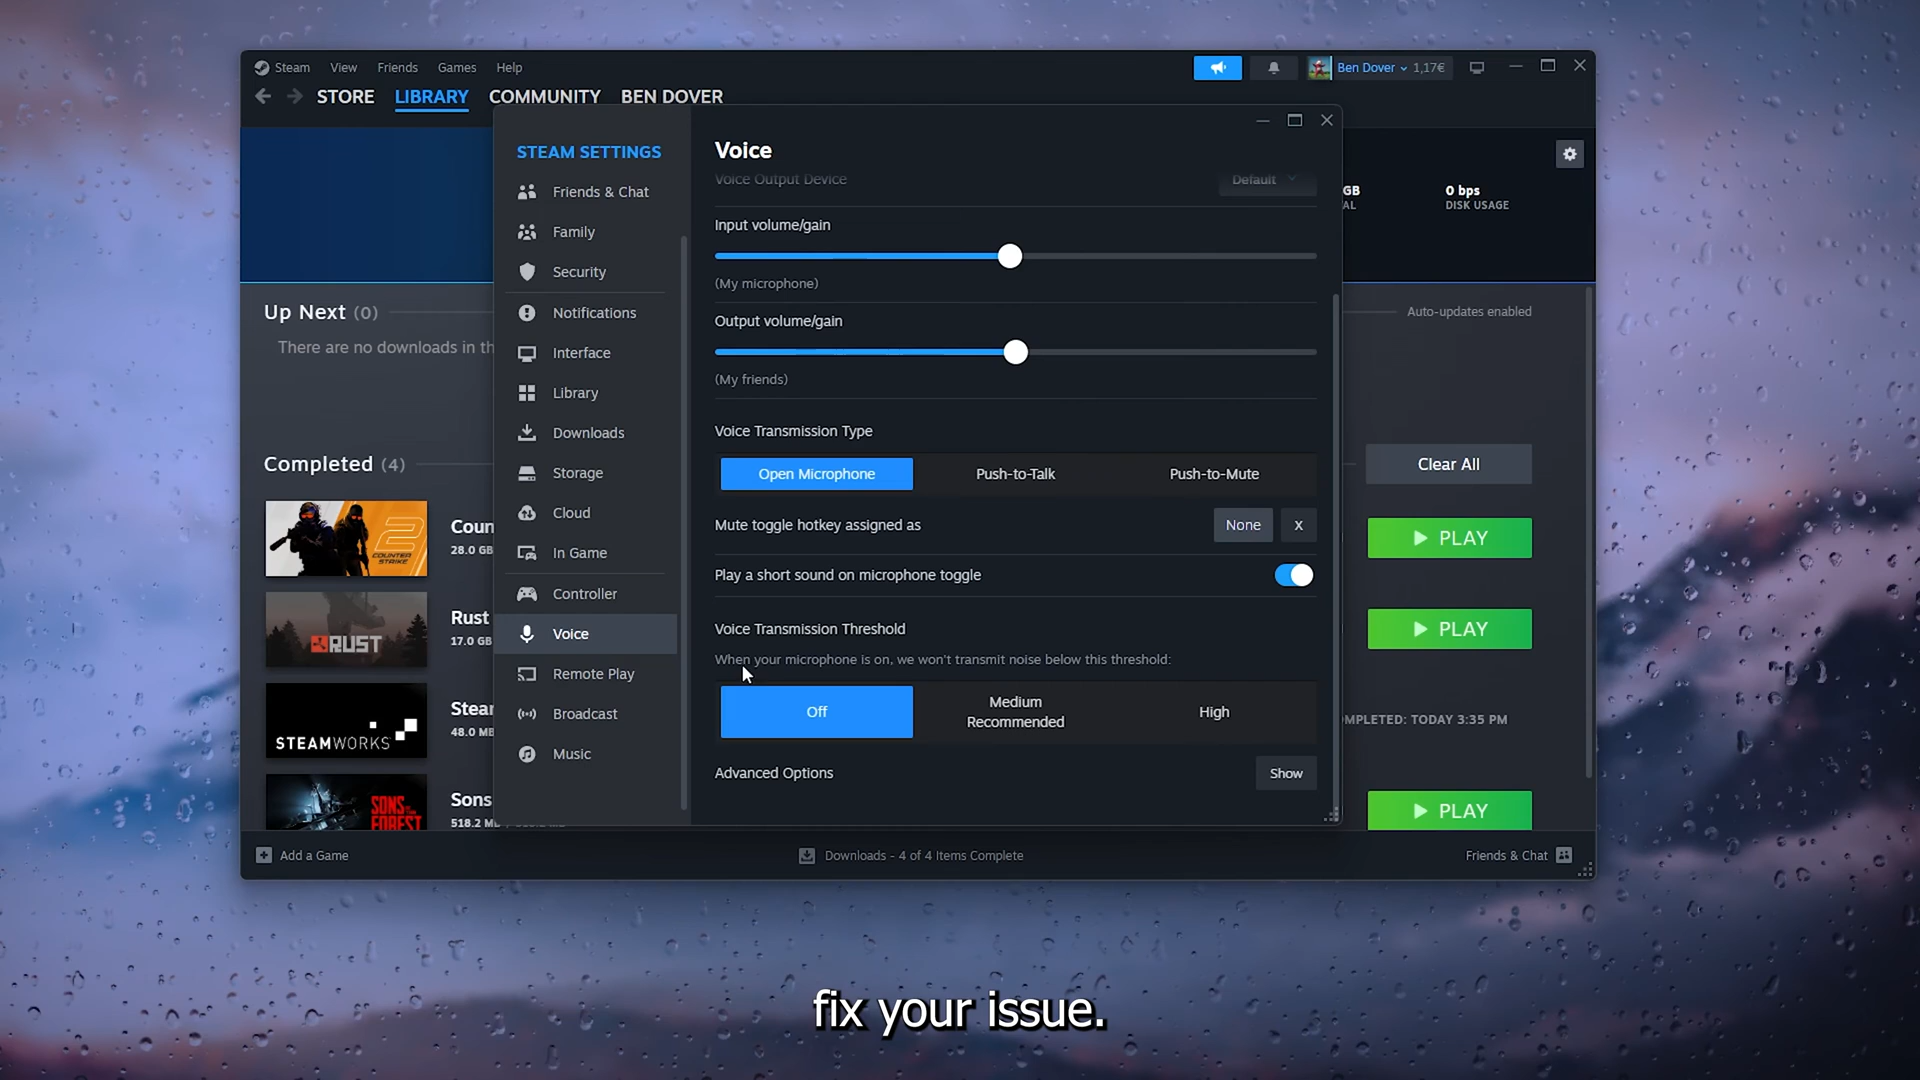 Steam View Friends Games Help
Ben Dover 1,17€
STORE LIBRARY COMMUNITY BEN DOVER
STEAM SETTINGS
Friends & Chat
Family
Security
Notifications
Interface
Library
Downloads
Storage
Cloud
In Game
Controller
Voice
Remote Play
Broadcast
Music
Voice
Voice Output Device Default
Input volume/gain
(My microphone)
Output volume/gain
(My friends)
Voice Transmission Type
Open Microphone Push-to-Talk Push-to-Mute
Mute toggle hotkey assigned as None X
Play a short sound on microphone toggle
Voice Transmission Threshold
When your microphone is on, we won't transmit noise below this threshold:
Off Medium Recommended High
Advanced Options Show
GB
AL
0 bps
DISK USAGE
Up Next (0)
Auto-updates enabled
There are no downloads in th
Completed (4)
Clear All
COUNTER STRIKE 2
Coun
28.0 GB
PLAY
RUST
Rust
17.0 GB
PLAY
STEAMWORKS
Stear
48.0 MB
MPLETED: TODAY 3:35 PM
SONS
FOREST
Sons
518.2 MB
PLAY
Add a Game
Downloads - 4 of 4 Items Complete
Friends & Chat
fix your issue.